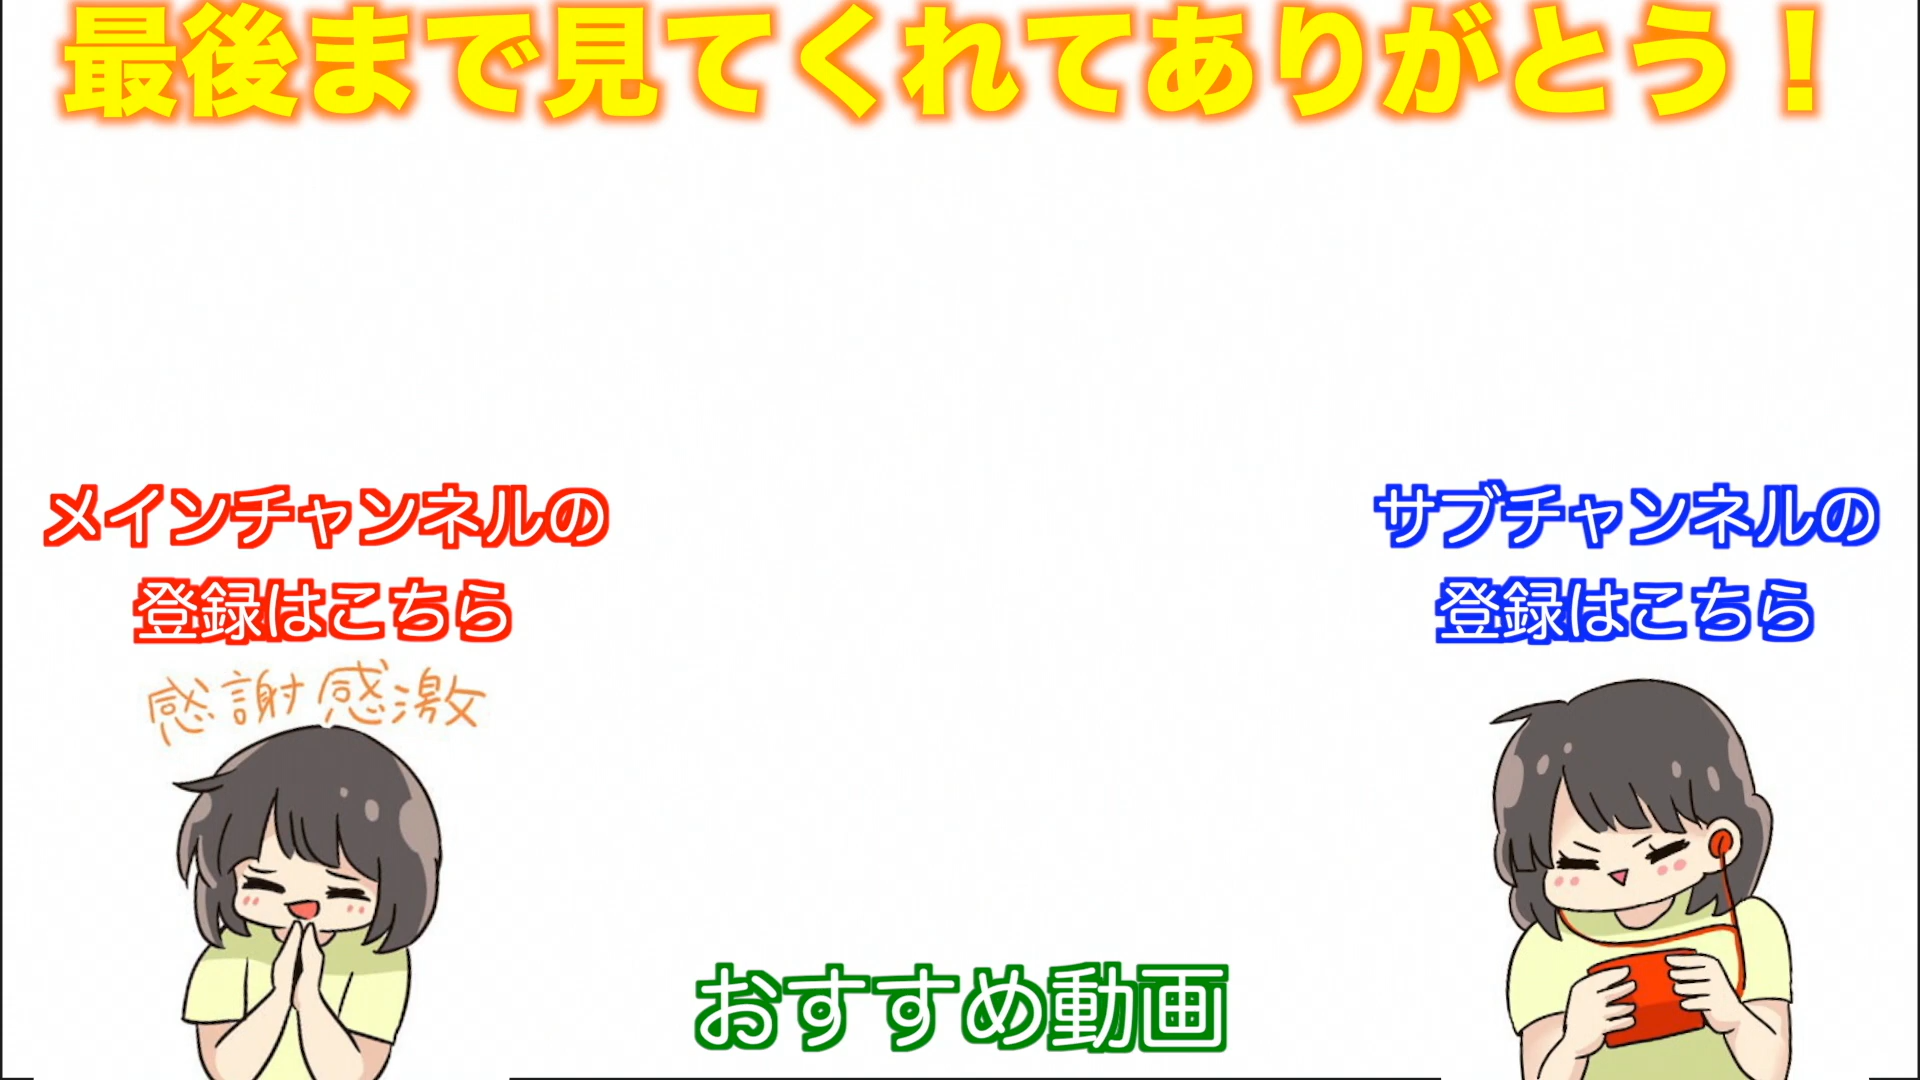 最後まで見てくれてありがとう！
メインチャンネルの
登録はこちら
サブチャンネルの
登録はこちら
感謝感激
おすすめ動画